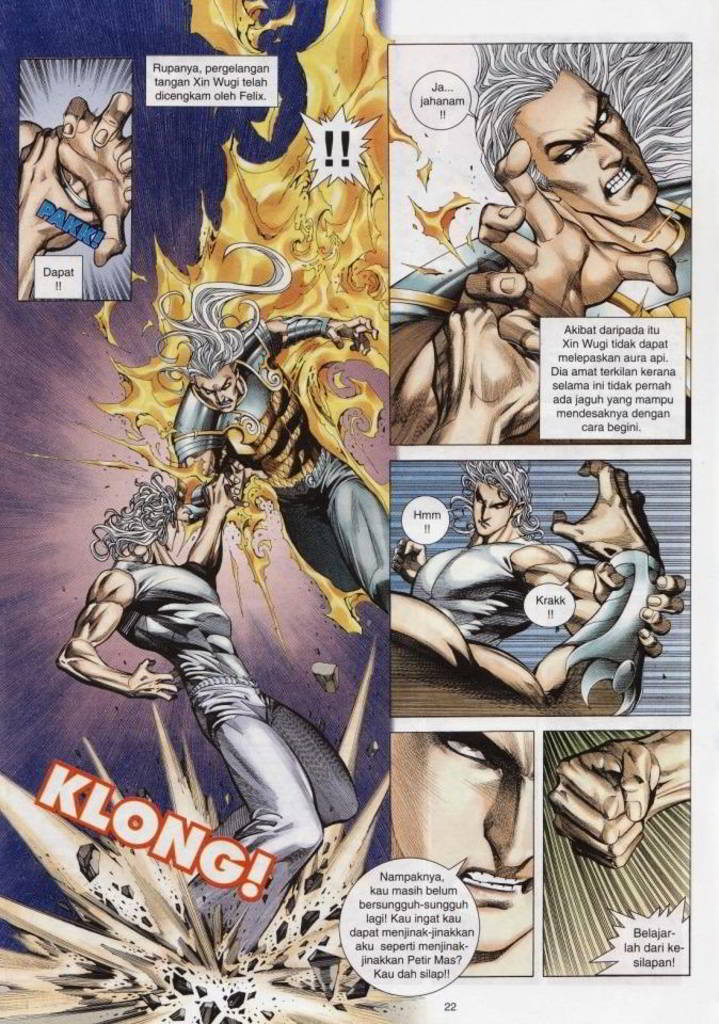 Rupanya, pergelangan
tangan Xin Wugi telah
dicengkam oleh Felix.
PAKK!
Dapat
!!
!!
KLONG!
Ja...
jahanam
!!
Akibat daripada itu
Xin Wugi tidak dapat
melepaskan aura api.
Dia amat terkilan kerana
selama ini tidak pernah
ada jaguh yang mampu
mendesaknya dengan
cara begini.
Hmm
!!
Krakk
!!
Nampaknya,
kau masih belum
bersungguh-sungguh
lagi! Kau ingat kau
dapat menjinak-jinakkan
aku seperti menjinak-
jinakkan Petir Mas?
Kau dah silap!!
Belajar-
lah dari ke-
silapan!
22